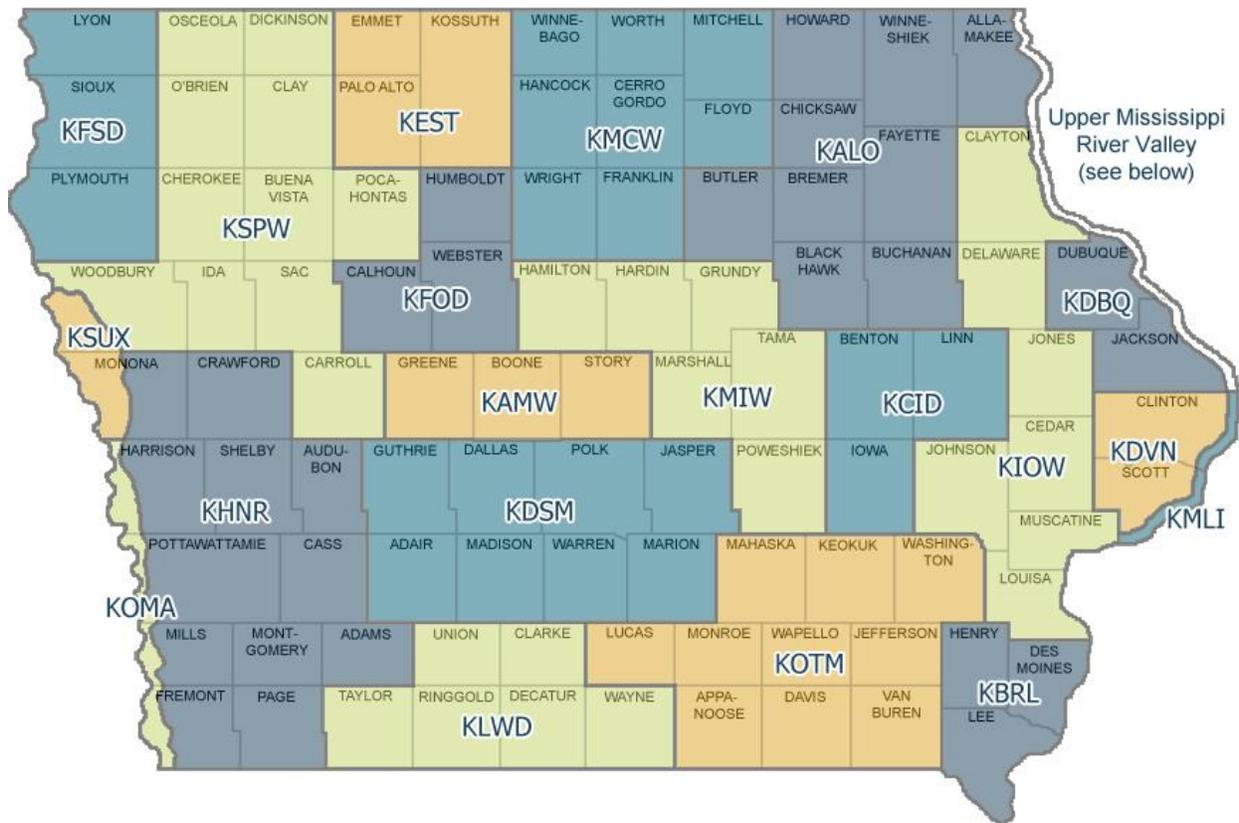 LYON
OSCEOLA
DICKINSON
EMMET
KOSSUTH
WINNE-
BAGO
WORTH
MITCHELL
HOWARD
WINNE-
SHIEK
ALLA-
MAKEE
SIOUX
O'BRIEN
CLAY
PALO ALTO
HANCOCK
CERRO
GORDO
FLOYD
CHICKSAW
KFSD
KEST
KMCW
KALO
FAYETTE
CLAYTON
Upper Mississippi
River Valley
(see below)
PLYMOUTH
CHEROKEE
BUENA
VISTA
POCA-
HONTAS
HUMBOLDT
WRIGHT
FRANKLIN
BUTLER
BREMER
KSPW
WOODBURY
IDA
SAC
CALHOUN
WEBSTER
KFOD
HAMILTON
HARDIN
GRUNDY
BLACK
HAWK
BUCHANAN
DELAWARE
DUBUQUE
KDBQ
KSUX
MONONA
CRAWFORD
CARROLL
GREENE
BOONE
STORY
MARSHALL
TAMA
BENTON
LINN
JONES
JACKSON
KAMW
KMIW
KCID
CLINTON
HARRISON
SHELBY
AUDU-
BON
GUTHRIE
DALLAS
POLK
JASPER
POWESHIEK
IOWA
JOHNSON
CEDAR
KIOW
KDVN
SCOTT
KHNR
KDSM
MUSCATINE
KMLI
POTTAWATTAMIE
CASS
ADAIR
MADISON
WARREN
MARION
MAHASKA
KEOKUK
WASHING-
TON
LOUISA
KOMA
MILLS
MONT-
GOMERY
ADAMS
UNION
CLARKE
LUCAS
MONROE
WAPELLO
JEFFERSON
HENRY
DES
MOINES
KOTM
KBRL
FREMONT
PAGE
TAYLOR
RINGGOLD
DECATUR
WAYNE
APPA-
NOOSE
DAVIS
VAN
BUREN
LEE
KLWD